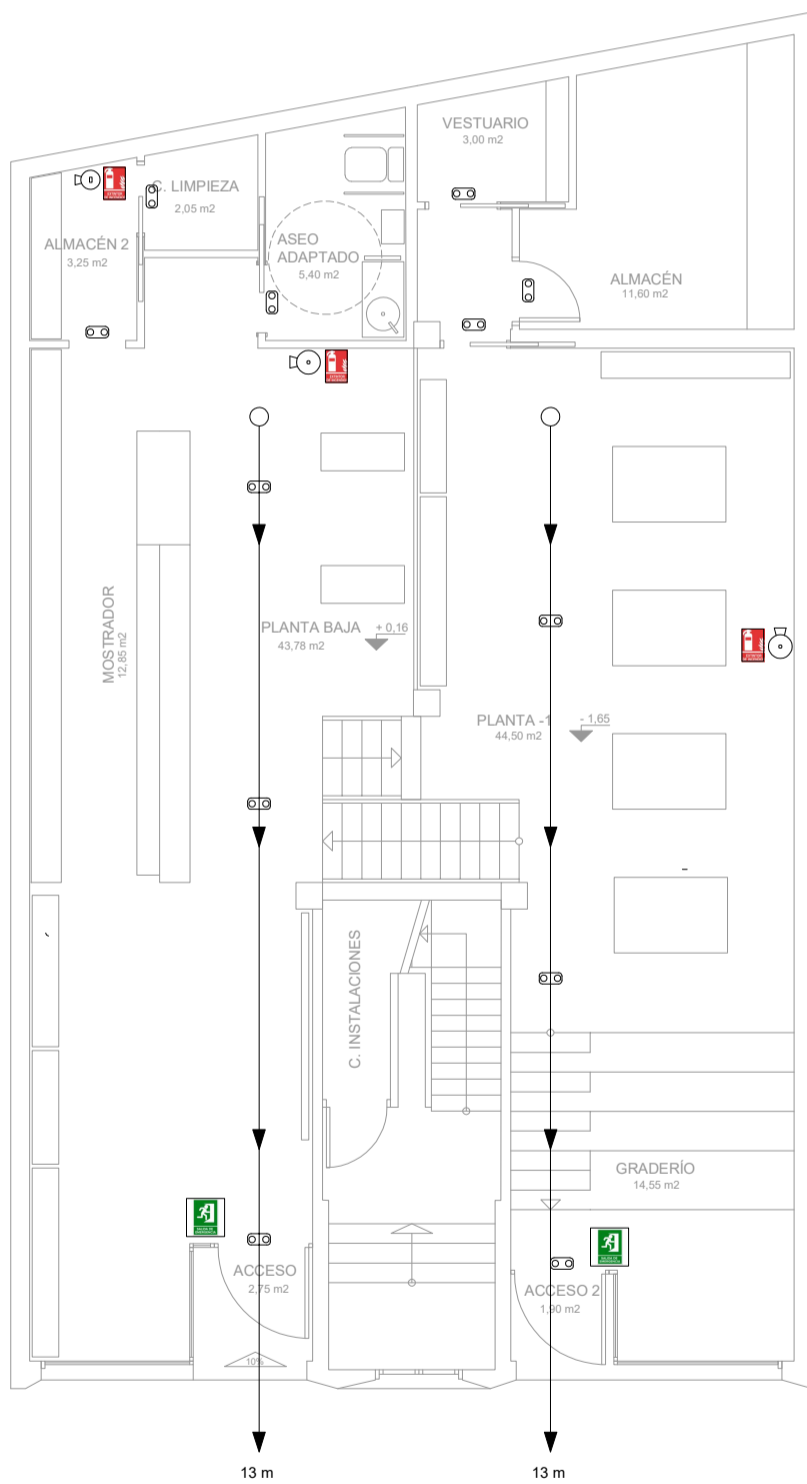 VESTUARIO
3,00 m2
C. LIMPIEZA
2,05 m2
ALMACÉN 2
3,25 m2
ASEO
ADAPTADO
5,40 m2
ALMACÉN
11,60 m2
MOSTRADOR
12,85 m2
PLANTA BAJA
43,78 m2
+ 0,16
PLANTA -1
44,50 m2
- 1,65
C. INSTALACIONES
GRADERÍO
14,55 m2
ACCESO
2,75 m2
10%
ACCESO 2
1,90 m2
13 m
13 m